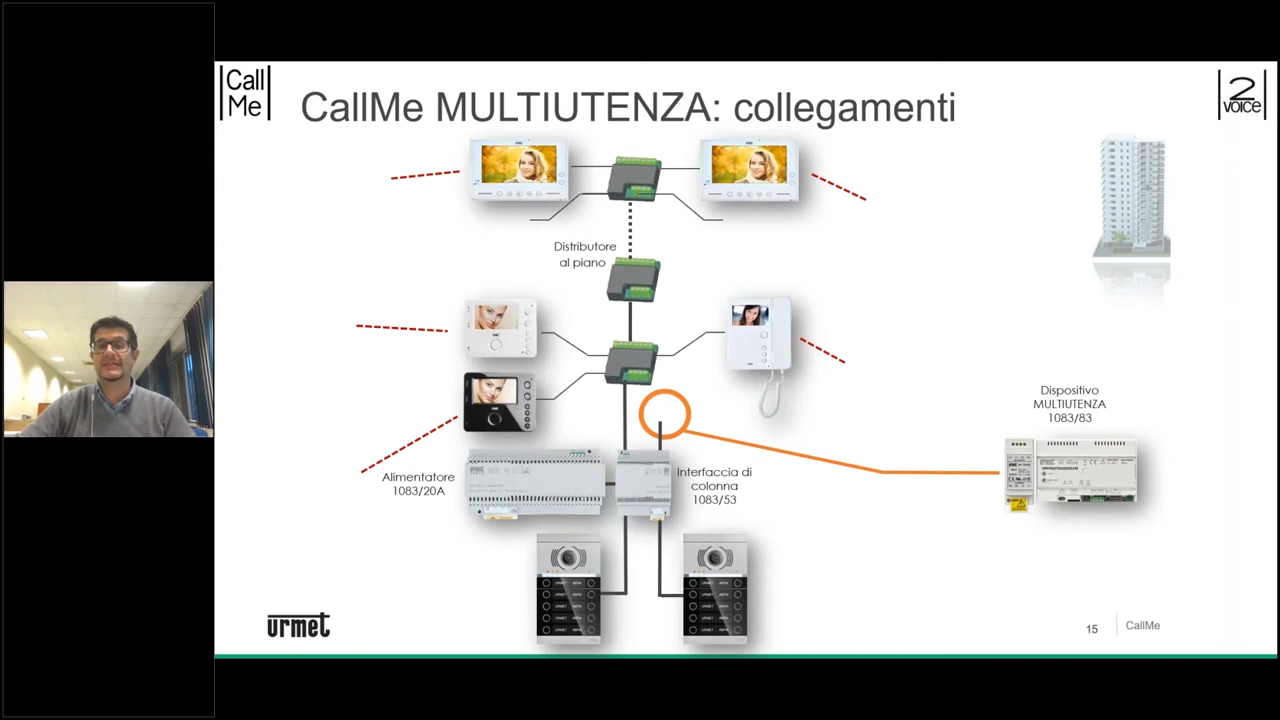 Call
Me
CallMe MULTIUTENZA: collegamenti
2
voice
Distributore
al piano
Dispositivo
MULTIUTENZA
1083/83
Alimentatore
1083/20A
Interfaccia di
colonna
1083/53
urmet
15
CallMe